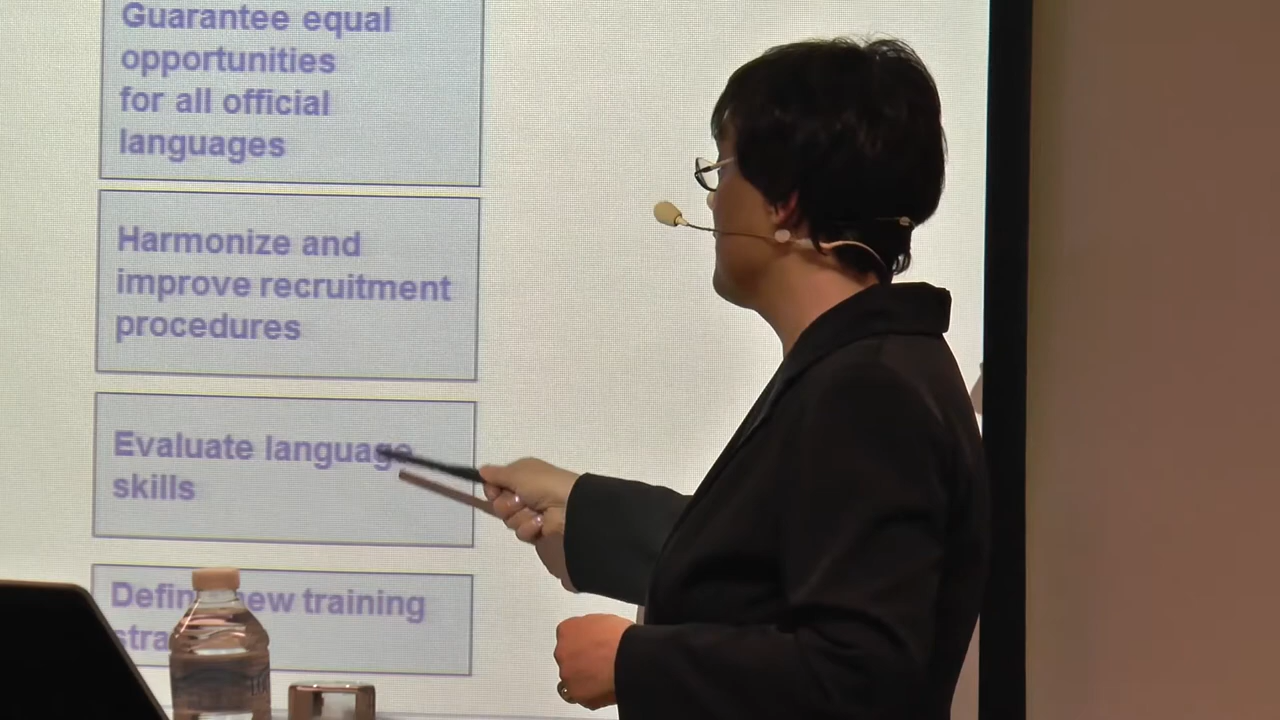 Guarantee equal
opportunities
for all official
languages
Harmonize and
improve recruitment
procedures
Evaluate language
skills
new training